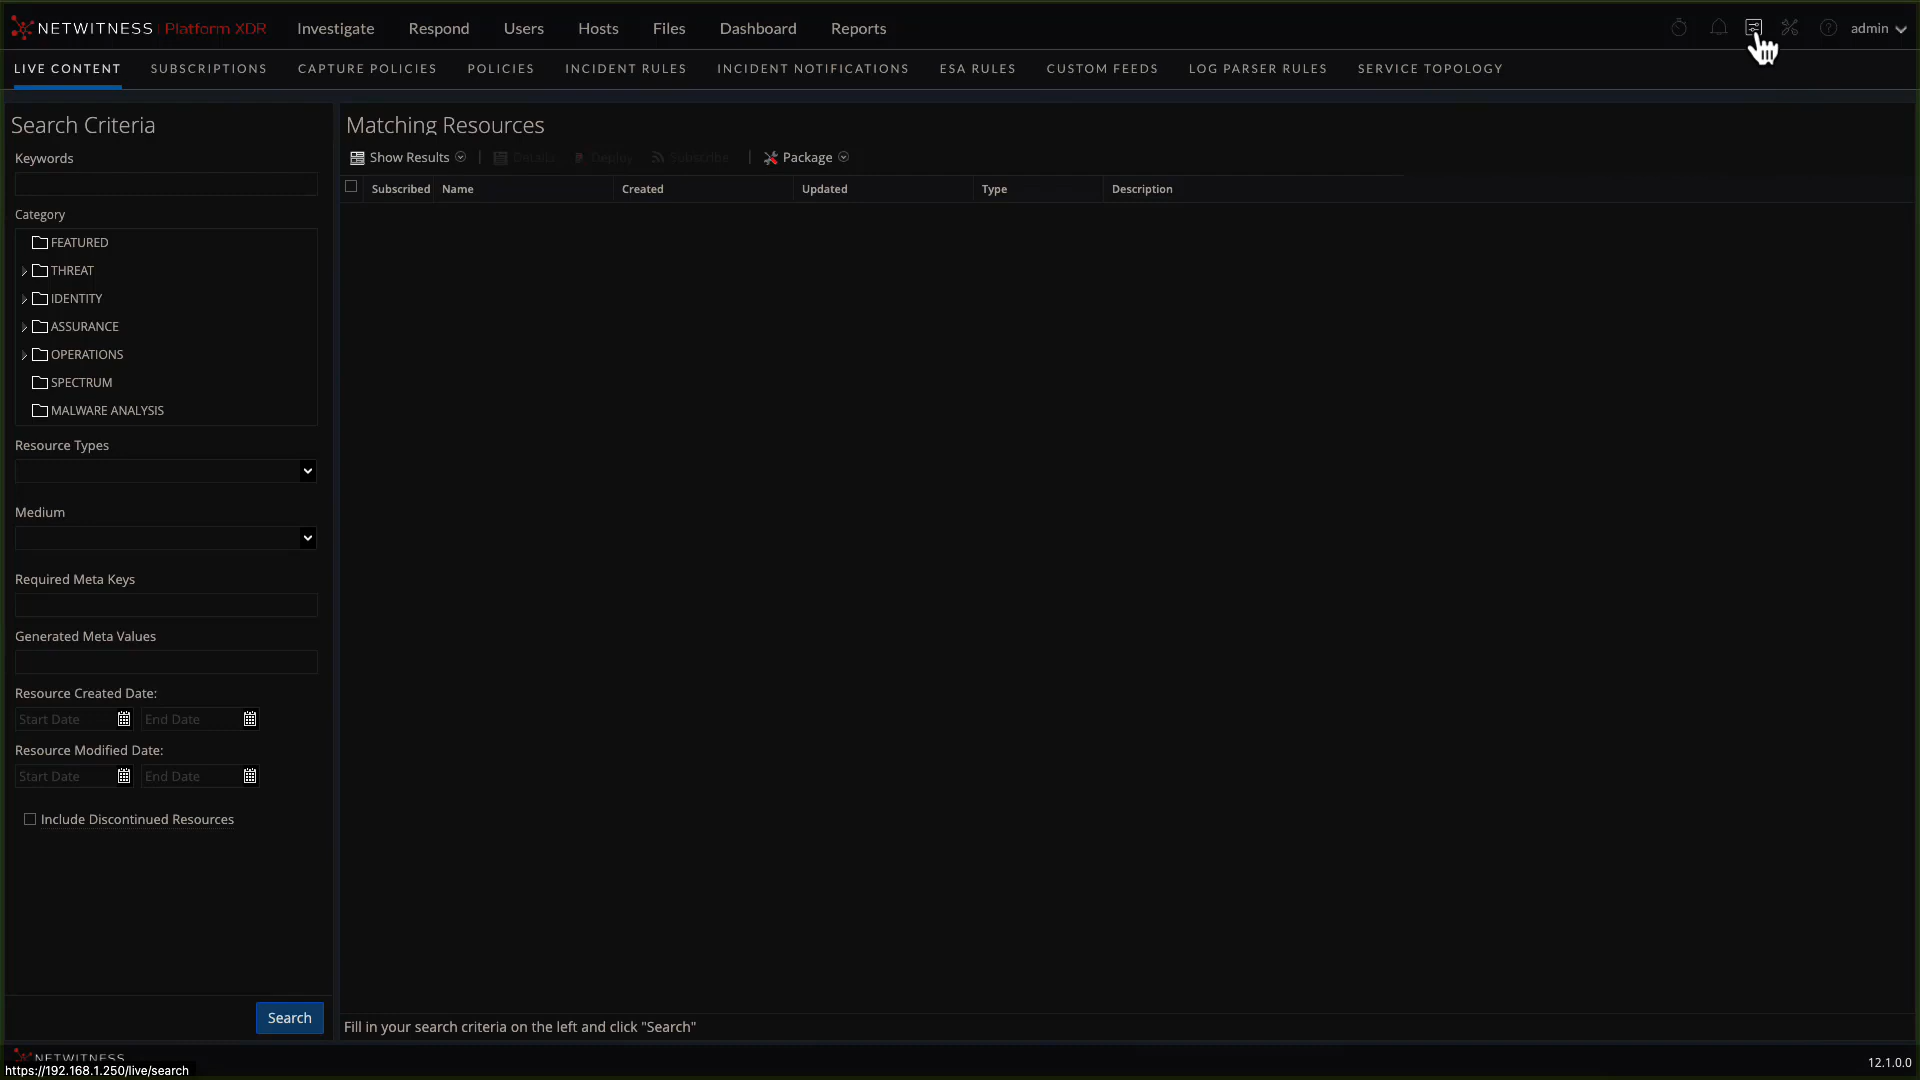 NETWITNESS Platform XDR Investigate Respond Users Hosts Files Dashboard Reports admin
LIVE CONTENT SUBSCRIPTIONS CAPTURE POLICIES POLICIES INCIDENT RULES INCIDENT NOTIFICATIONS ESA RULES CUSTOM FEEDS LOG PARSER RULES SERVICE TOPOLOGY
Search Criteria
Keywords
Category
FEATURED
THREAT
IDENTITY
ASSURANCE
OPERATIONS
SPECTRUM
MALWARE ANALYSIS
Resource Types
Medium
Required Meta Keys
Generated Meta Values
Resource Created Date:
Start Date End Date
Resource Modified Date:
Start Date End Date
Include Discontinued Resources
Search
Matching Resources
Show Results Details Deploy Subscribe Package
Subscribed Name Created Updated Type Description
Fill in your search criteria on the left and click "Search"
NETWITNESS
https://192.168.1.250/live/search
12.1.0.0